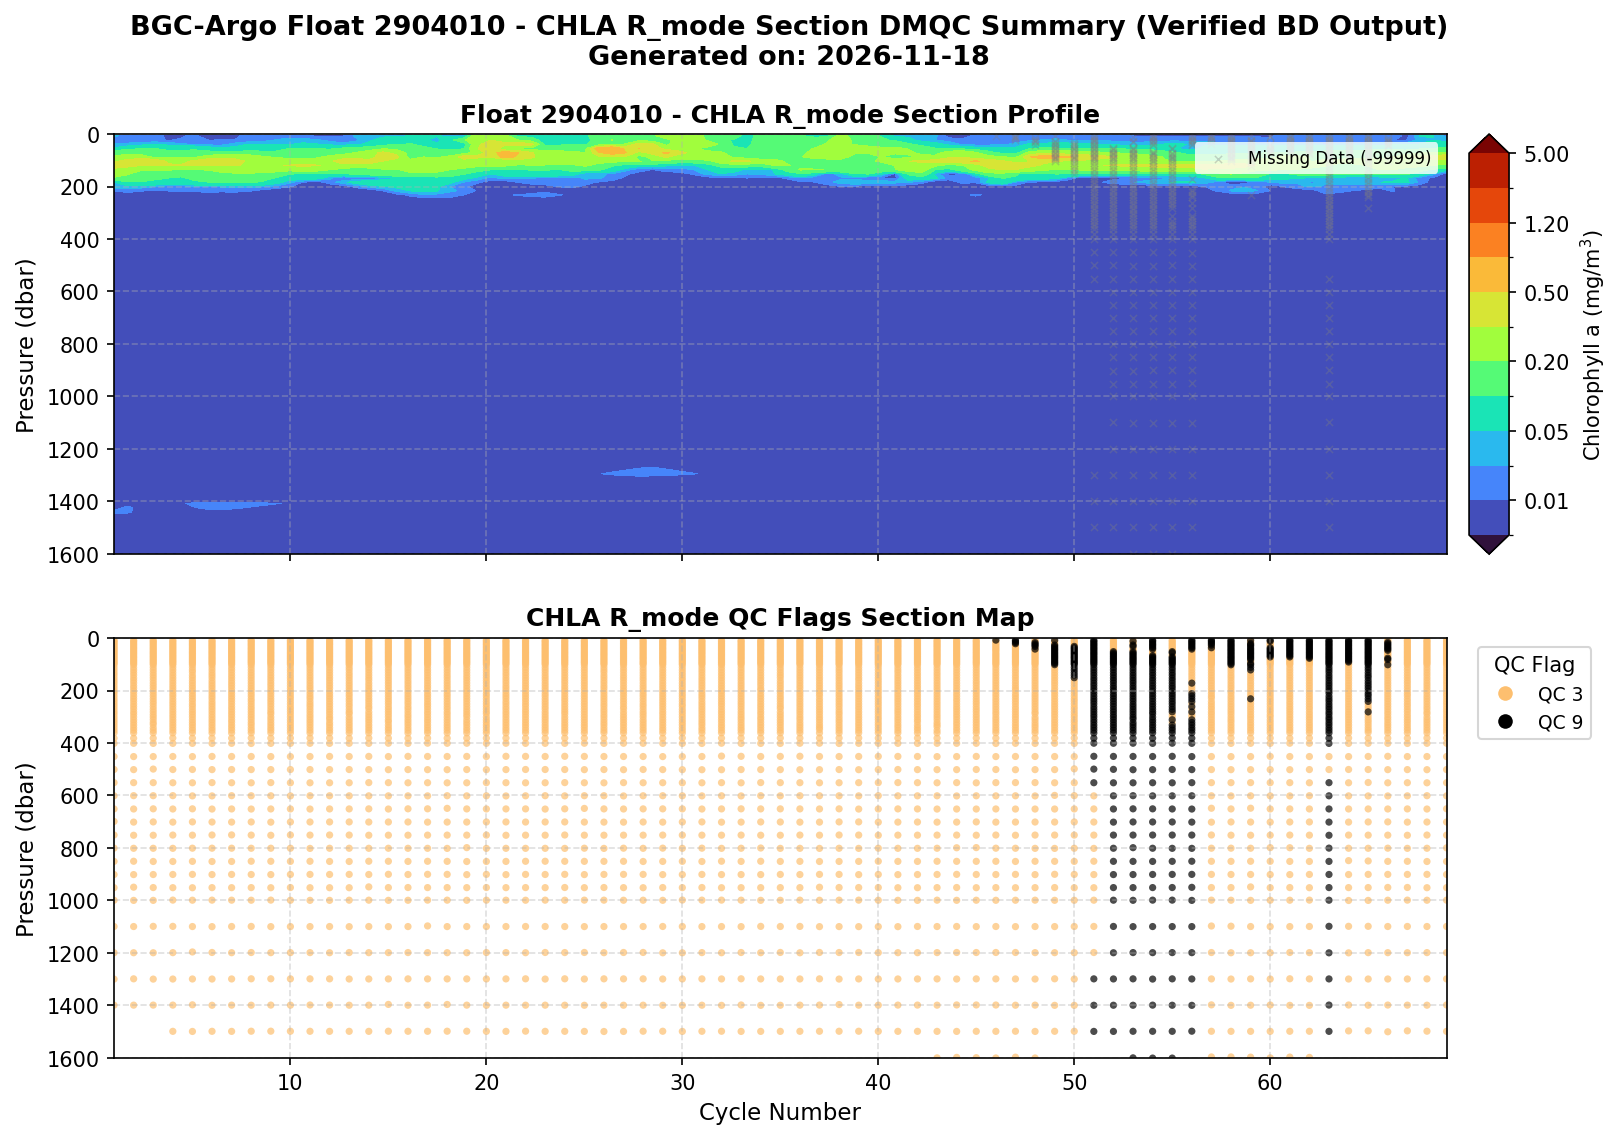 BGC-Argo Float 2904010 - CHLA R_mode Section DMQC Summary (Verified BD Output)
Generated on: 2026-11-18
Float 2904010 - CHLA R_mode Section Profile
Missing Data (-99999)
Pressure (dbar)
0
200
400
600
800
1000
1200
1400
1600
5.00
1.20
0.50
0.20
0.05
0.01
Chlorophyll a (mg/m³)
CHLA R_mode QC Flags Section Map
Pressure (dbar)
0
200
400
600
800
1000
1200
1400
1600
10 20 30 40 50 60
Cycle Number
QC Flag
QC 3
QC 9